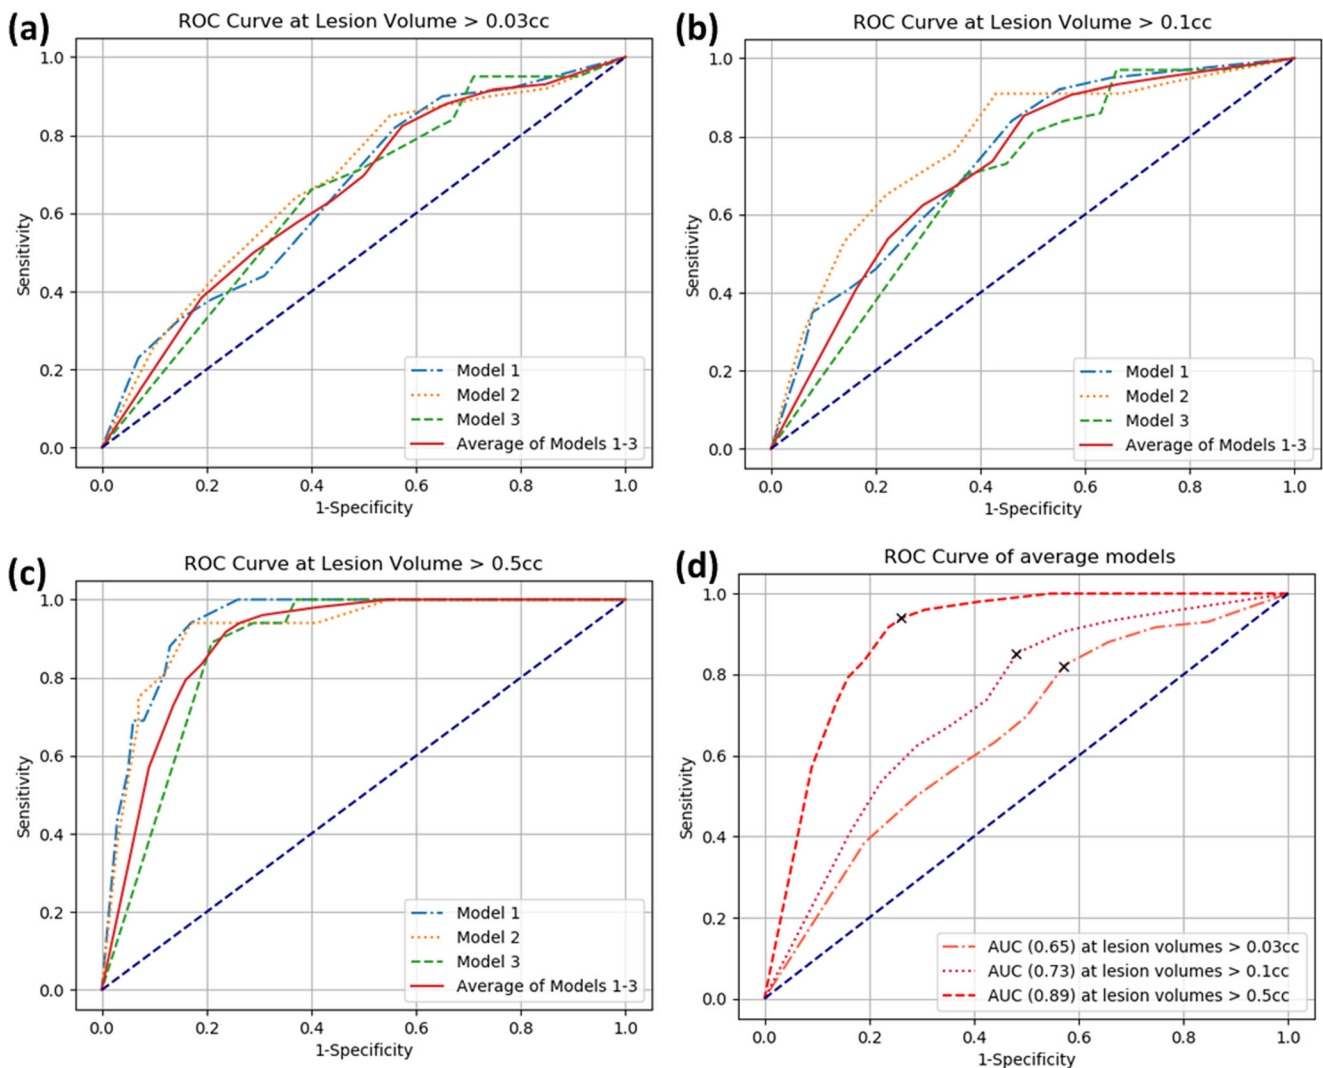 (a)
ROC Curve at Lesion Volume > 0.03cc
1.0
0.8
0.6
0.4
0.2
0.0
Sensitivity
Model 1
Model 2
Model 3
Average of Models 1-3
0.0 0.2 0.4 0.6 0.8 1.0
1-Specificity
(b)
ROC Curve at Lesion Volume > 0.1cc
1.0
0.8
0.6
0.4
0.2
0.0
Sensitivity
Model 1
Model 2
Model 3
Average of Models 1-3
0.0 0.2 0.4 0.6 0.8 1.0
1-Specificity
(c)
ROC Curve at Lesion Volume > 0.5cc
1.0
0.8
0.6
0.4
0.2
0.0
Sensitivity
Model 1
Model 2
Model 3
Average of Models 1-3
0.0 0.2 0.4 0.6 0.8 1.0
1-Specificity
(d)
ROC Curve of average models
1.0
0.8
0.6
0.4
0.2
0.0
Sensitivity
AUC (0.65) at lesion volumes > 0.03cc
AUC (0.73) at lesion volumes > 0.1cc
AUC (0.89) at lesion volumes > 0.5cc
0.0 0.2 0.4 0.6 0.8 1.0
1-Specificity